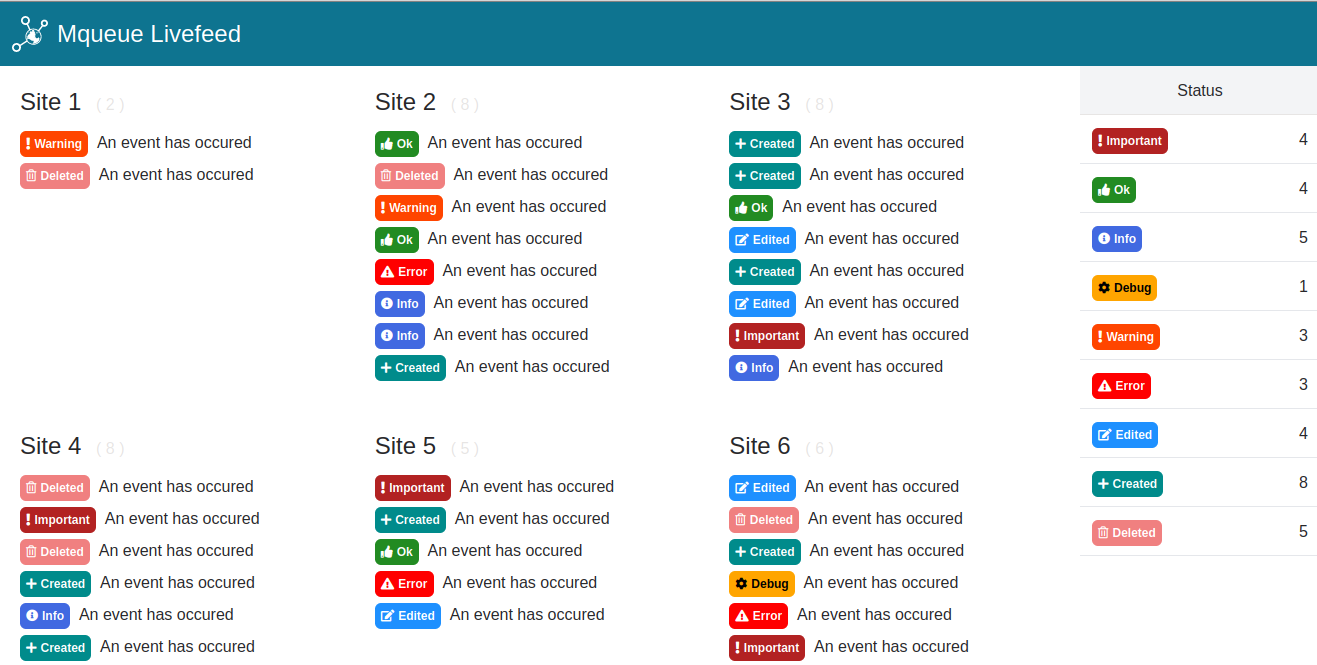 Mqueue Livefeed
Site 1 ( 2 )
Warning An event has occured
Deleted An event has occured
Site 2 ( 8 )
Ok An event has occured
Deleted An event has occured
Warning An event has occured
Ok An event has occured
Error An event has occured
Info An event has occured
Info An event has occured
Created An event has occured
Site 3 ( 8 )
Created An event has occured
Created An event has occured
Ok An event has occured
Edited An event has occured
Created An event has occured
Edited An event has occured
Important An event has occured
Info An event has occured
Site 4 ( 8 )
Deleted An event has occured
Important An event has occured
Deleted An event has occured
Created An event has occured
Info An event has occured
Created An event has occured
Site 5 ( 5 )
Important An event has occured
Created An event has occured
Ok An event has occured
Error An event has occured
Edited An event has occured
Site 6 ( 6 )
Edited An event has occured
Deleted An event has occured
Created An event has occured
Debug An event has occured
Error An event has occured
Important An event has occured
Status
Important 4
Ok 4
Info 5
Debug 1
Warning 3
Error 3
Edited 4
Created 8
Deleted 5